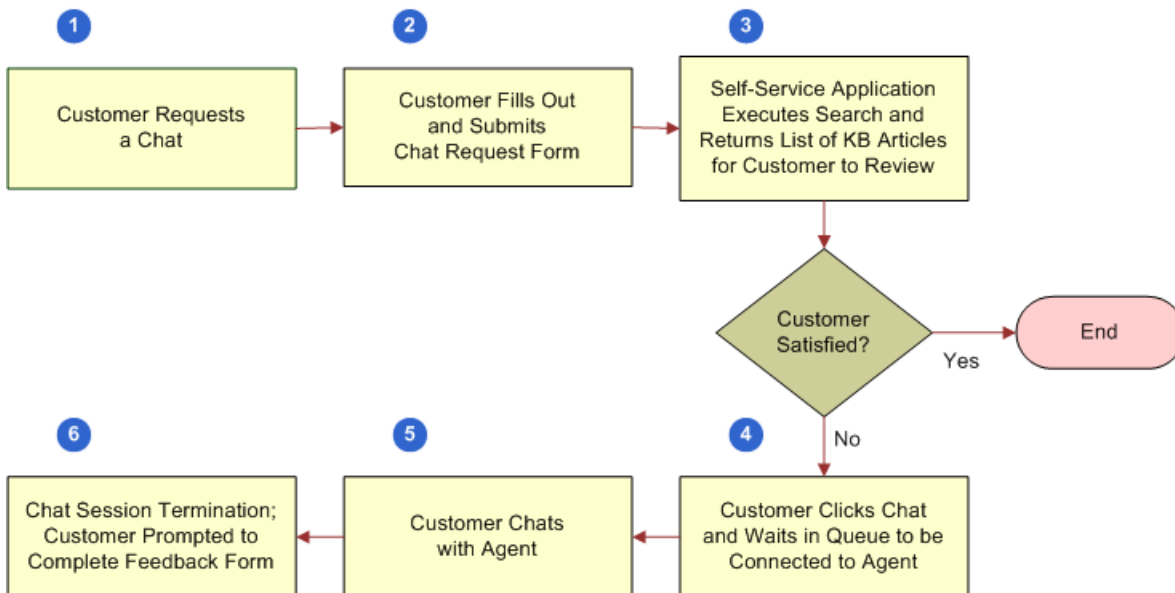 1
Customer Requests
a Chat
2
Customer Fills Out
and Submits
Chat Request Form
3
Self-Service Application
Executes Search and
Returns List of KB Articles
for Customer to Review
Customer
Satisfied?
Yes
End
No
4
Customer Clicks Chat
and Waits in Queue to be
Connected to Agent
5
Customer Chats
with Agent
6
Chat Session Termination;
Customer Prompted to
Complete Feedback Form